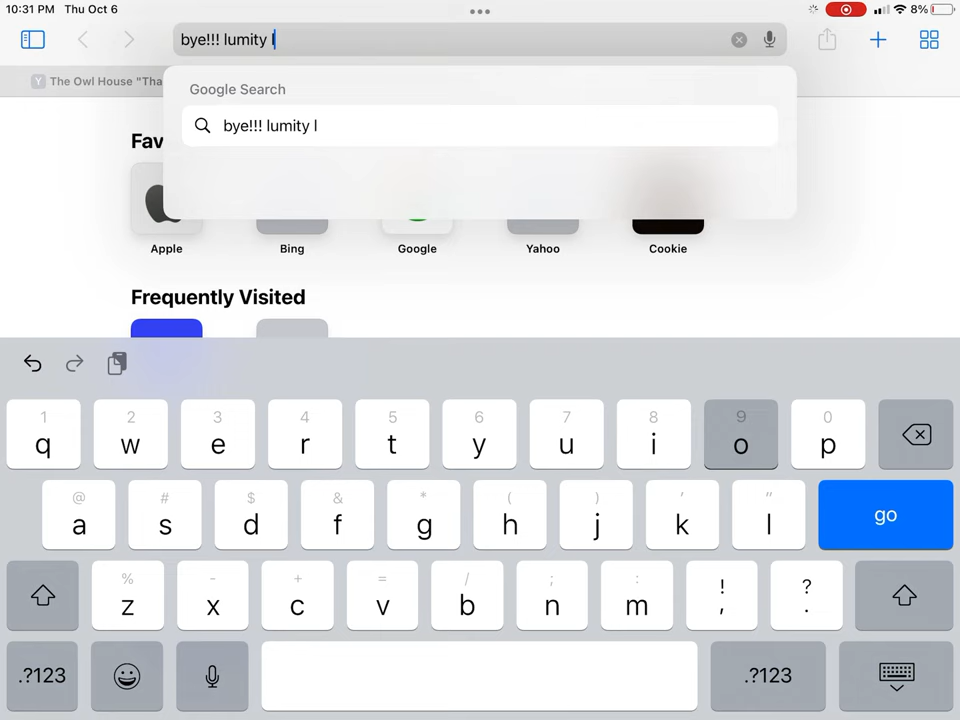 10:31 PM Thu Oct 6
8%
bye!!! lumity l
Y The Owl House "Tha
Google Search
bye!!! lumity l
Fav
Apple Bing Google Yahoo Cookie
Frequently Visited
1 2 3 4 5 6 7 8 9 0
q w e r t y u i o p
@ # $ & * ( ) ' "
a s d f g h j k l go
% - + = / ; : ! ?
z x c v b n m , .
.?123 .?123